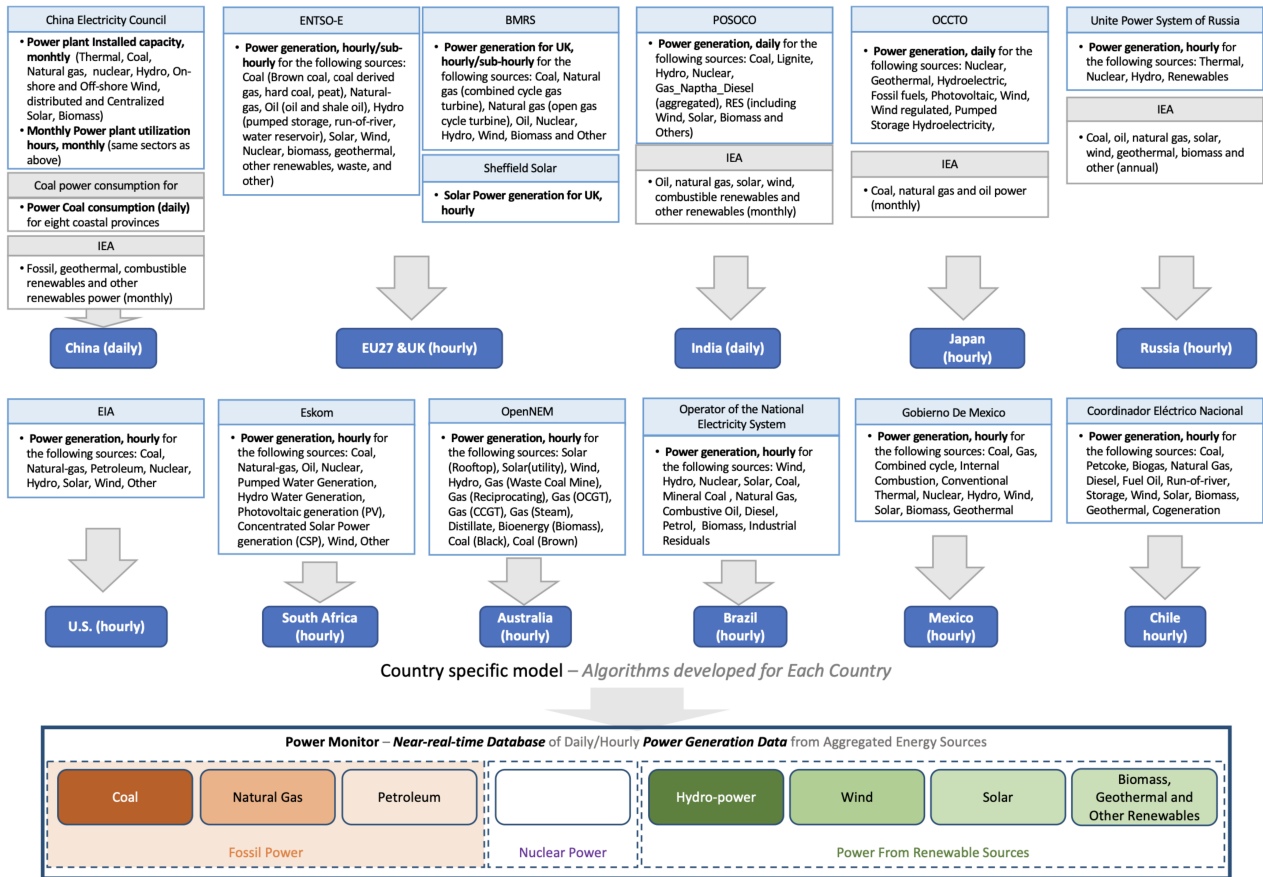 China Electricity Council
• Power plant Installed capacity,
monhtly (Thermal, Coal,
Natural gas, nuclear, Hydro, On-
shore and Off-shore Wind,
distributed and Centralized
Solar, Biomass)
• Monthly Power plant utilization
hours, monthly (same sectors as
above)
Coal power consumption for
• Power Coal consumption (daily)
for eight coastal provinces
IEA
• Fossil, geothermal, combustible
renewables and other
renewables power (monthly)
China (daily)
ENTSO-E
• Power generation, hourly/sub-
hourly for the following sources:
Coal (Brown coal, coal derived
gas, hard coal, peat), Natural-
gas, Oil (oil and shale oil), Hydro
(pumped storage, run-of-river,
water reservoir), Solar, Wind,
Nuclear, biomass, geothermal,
other renewables, waste, and
other)
BMRS
• Power generation for UK,
hourly/sub-hourly for the
following sources: Coal, Natural
gas (combined cycle gas
turbine), Natural gas (open gas
cycle turbine), Oil, Nuclear,
Hydro, Wind, Biomass and Other
Sheffield Solar
• Solar Power generation for UK,
hourly
EU27 &UK (hourly)
POSOCO
• Power generation, daily for the
following sources: Coal, Lignite,
Hydro, Nuclear,
Gas_Naptha_Diesel
(aggregated), RES (including
Wind, Solar, Biomass and
Others)
IEA
• Oil, natural gas, solar, wind,
combustible renewables and
other renewables (monthly)
India (daily)
OCCTO
• Power generation, daily for the
following sources: Nuclear,
Geothermal, Hydroelectric,
Fossil fuels, Photovoltaic, Wind,
Wind regulated, Pumped
Storage Hydroelectricity,
IEA
• Coal, natural gas and oil power
(monthly)
Japan
(hourly)
Unite Power System of Russia
• Power generation, hourly for
the following sources: Thermal,
Nuclear, Hydro, Renewables
IEA
• Coal, oil, natural gas, solar,
wind, geothermal, biomass and
other (annual)
Russia (hourly)
EIA
• Power generation, hourly for
the following sources: Coal,
Natural-gas, Petroleum, Nuclear,
Hydro, Solar, Wind, Other
U.S. (hourly)
Eskom
• Power generation, hourly for
the following sources: Coal,
Natural-gas, Oil, Nuclear,
Pumped Water Generation,
Hydro Water Generation,
Photovoltaic generation (PV),
Concentrated Solar Power
generation (CSP), Wind, Other
South Africa
(hourly)
OpenNEM
• Power generation, hourly for
the following sources: Solar
(Rooftop), Solar(utility), Wind,
Hydro, Gas (Waste Coal Mine),
Gas (Reciprocating), Gas (OCGT)
Gas (CCGT), Gas (Steam),
Distillate, Bioenergy (Biomass),
Coal (Black), Coal (Brown)
Australia
(hourly)
Operator of the National
Electricity System
• Power generation, hourly for
the following sources: Wind,
Hydro, Nuclear, Solar, Coal,
Mineral Coal , Natural Gas,
Combustive Oil, Diesel,
Petrol, Biomass, Industrial
Residuals
Brazil
(hourly)
Gobierno De Mexico
• Power generation, hourly for
the following sources: Coal, Gas,
Combined cycle, Internal
Combustion, Conventional
Thermal, Nuclear, Hydro, Wind,
Solar, Biomass, Geothermal
Mexico
(hourly)
Coordinador Eléctrico Nacional
• Power generation, hourly for
the following sources: Coal,
Petcoke, Biogas, Natural Gas,
Diesel, Fuel Oil, Run-of-river,
Storage, Wind, Solar, Biomass,
Geothermal, Cogeneration
Chile
hourly)
Country specific model – Algorithms developed for Each Country
Power Monitor – Near-real-time Database of Daily/Hourly Power Generation Data from Aggregated Energy Sources
Coal
Natural Gas
Petroleum
Fossil Power
Nuclear Power
Hydro-power
Wind
Solar
Biomass,
Geothermal and
Other Renewables
Power From Renewable Sources